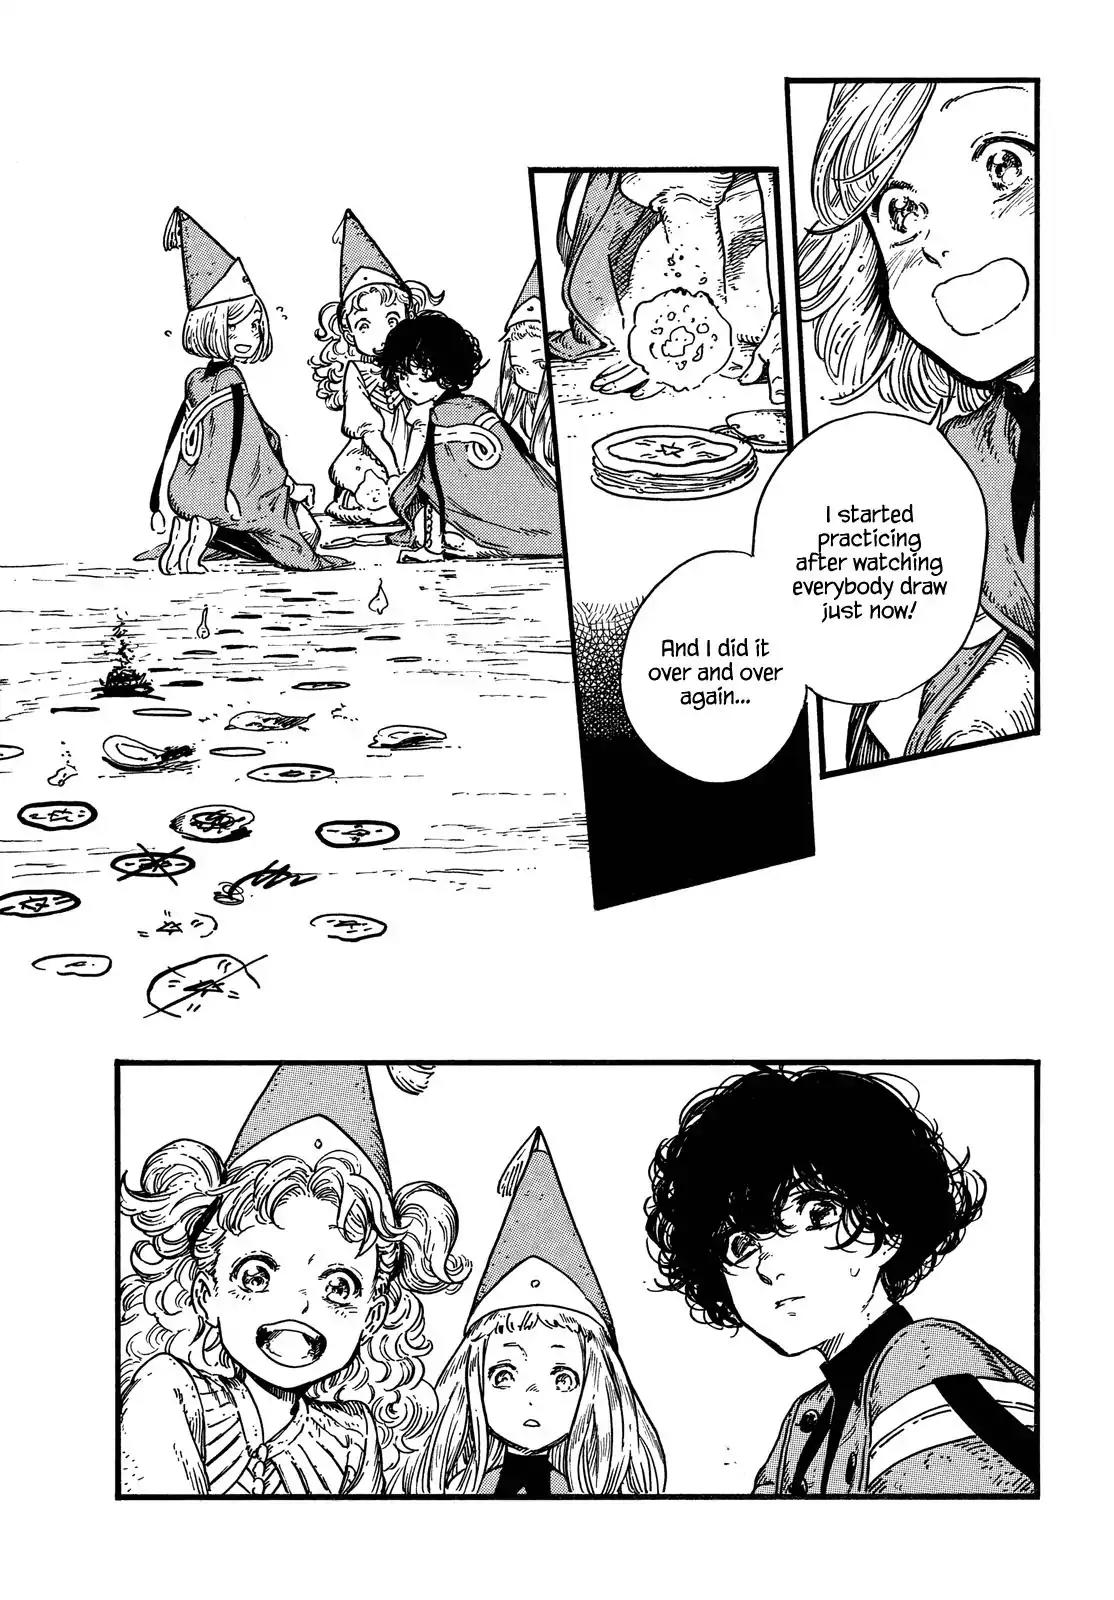 I started
practicing
after watching
everybody draw
just now!
And I did it
over and over
again...